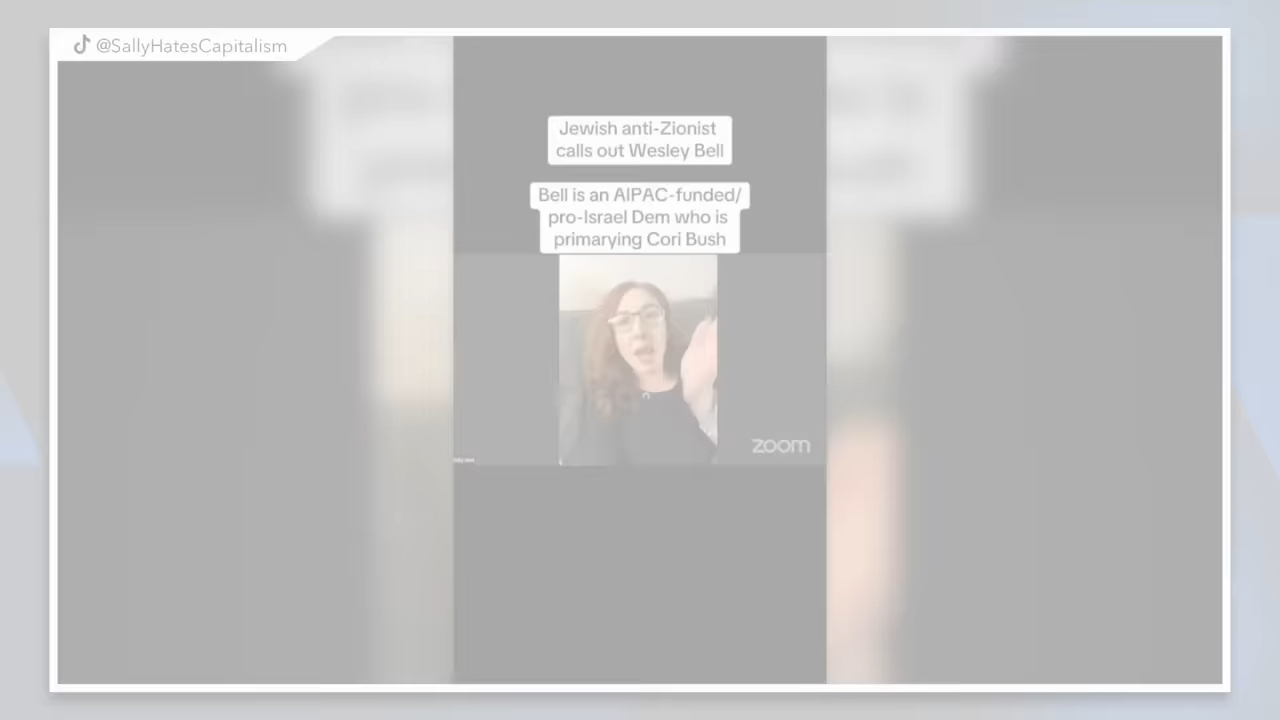 @SallyHatesCapitalism
Jewish anti-Zionist
calls out Wesley Bell
Bell is an AIPAC-funded/
pro-Israel Dem who is
primarying Cori Bush
zoom